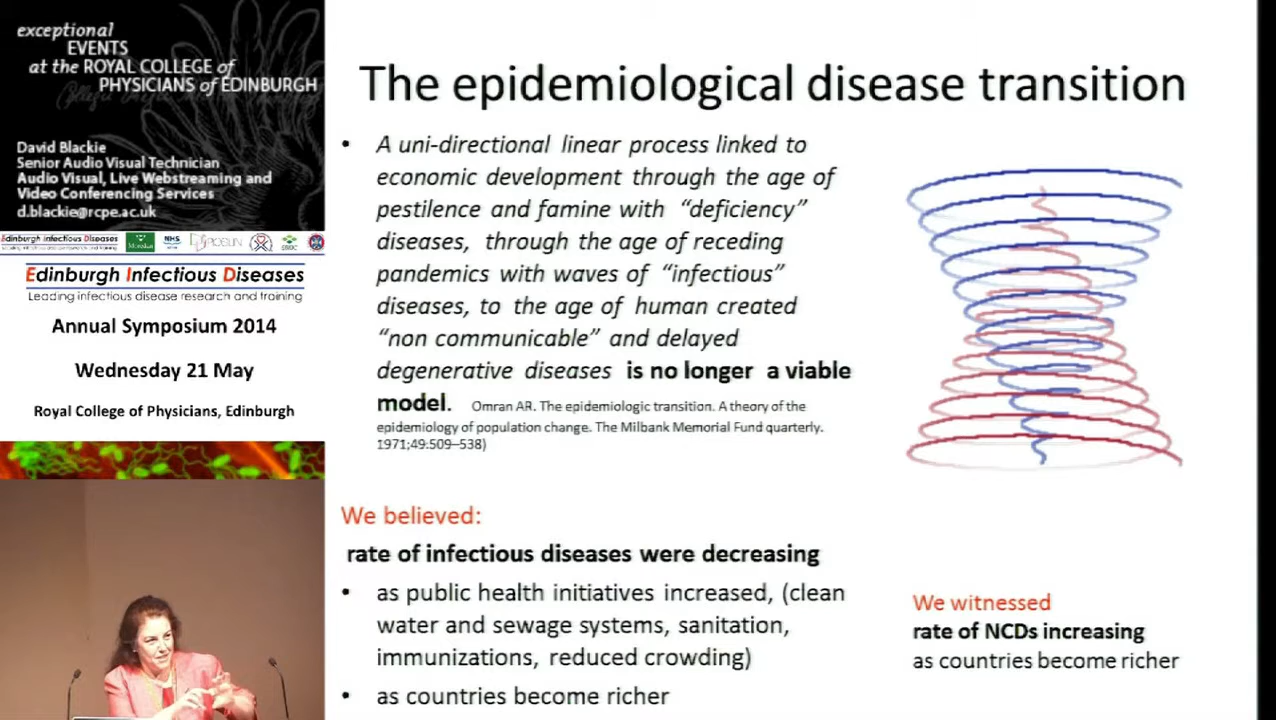 exceptional
EVENTS
at the ROYAL COLLEGE of
PHYSICIANS of EDINBURGH
David Blackie
Senior Audio Visual Technician
Audio Visual, Live Webstreaming and
Video Conferencing Services
d.blackie@rcpe.ac.uk
Edinburgh Infectious Diseases
NHS
Edinburgh Infectious Diseases
Leading infectious disease research and training
Annual Symposium 2014
Wednesday 21 May
Royal College of Physicians, Edinburgh
The epidemiological disease transition
• A uni-directional linear process linked to
economic development through the age of
pestilence and famine with “deficiency”
diseases, through the age of receding
pandemics with waves of “infectious”
diseases, to the age of human created
“non communicable” and delayed
degenerative diseases is no longer a viable
model. Omran AR. The epidemiologic transition. A theory of the
epidemiology of population change. The Milbank Memorial Fund quarterly.
1971;49:509–538)
We believed:
rate of infectious diseases were decreasing
• as public health initiatives increased, (clean
water and sewage systems, sanitation,
immunizations, reduced crowding)
• as countries become richer
We witnessed
rate of NCDs increasing
as countries become richer